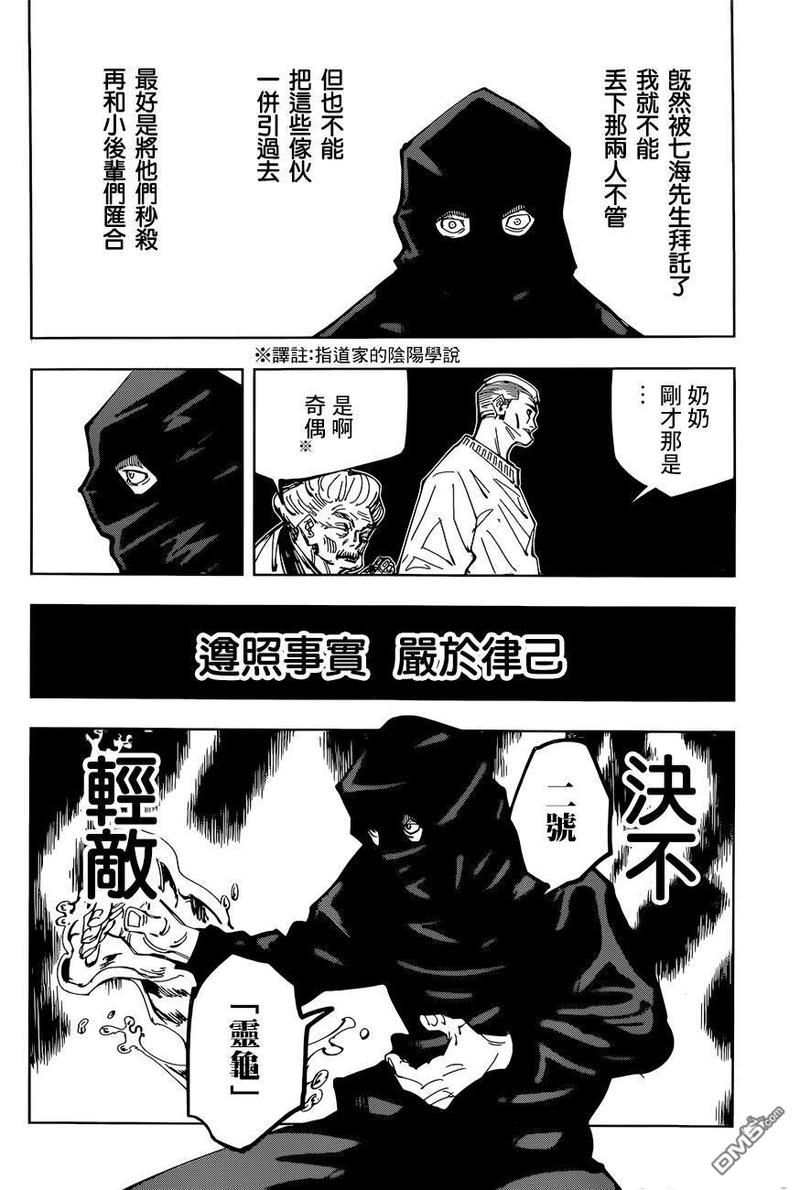 既然被七海先生拜託了
我就不能
丟下那兩人不管
但也不能
把這些傢伙
一併引過去
最好是將他們秒殺
再和小後輩們匯合
※譯註:指道家的陰陽學說
奶奶
剛才那是
…
是啊
奇偶※
遵照事實 嚴於律己
決不
輕敵
二號
「靈龜」
DM5.com